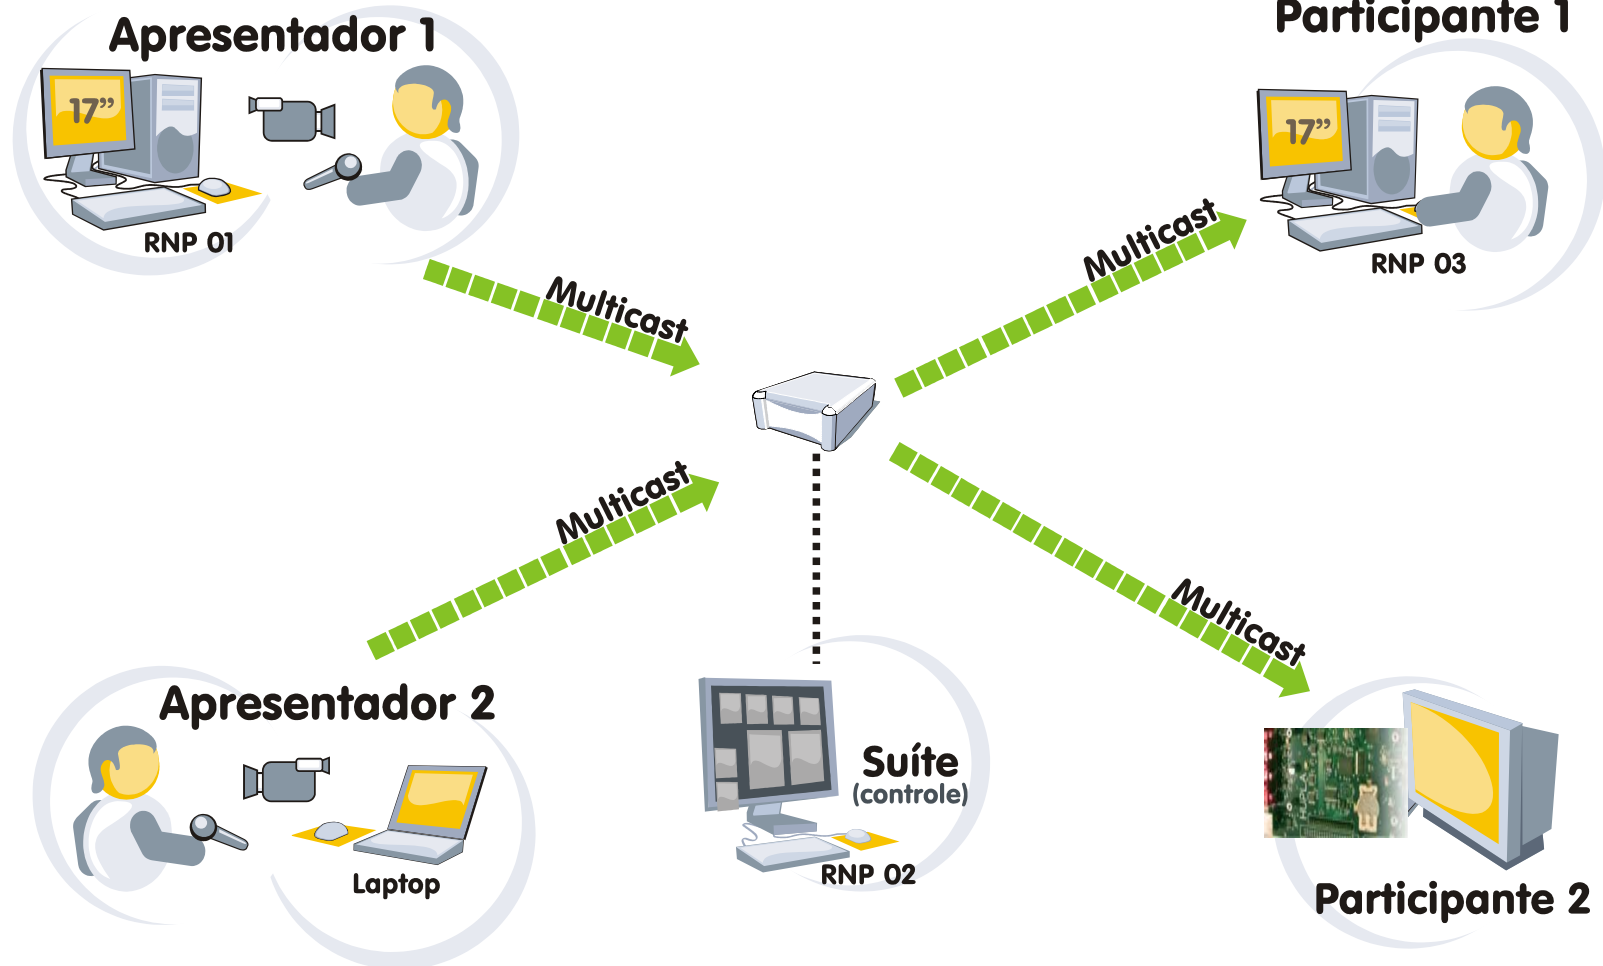 Apresentador 1
17”
RNP 01
Participante 1
17”
RNP 03
Multicast
Multicast
Multicast
Multicast
Apresentador 2
Laptop
Suíte
(controle)
RNP 02
Participante 2